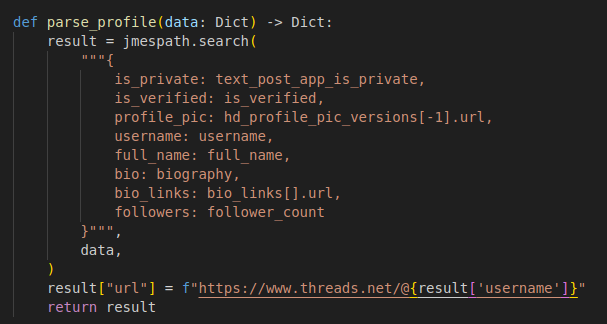 def parse_profile(data: Dict) -> Dict:
    result = jmespath.search(
        """{
            is_private: text_post_app_is_private,
            is_verified: is_verified,
            profile_pic: hd_profile_pic_versions[-1].url,
            username: username,
            full_name: full_name,
            bio: biography,
            bio_links: bio_links[].url,
            followers: follower_count
        }""",
        data,
    )
    result["url"] = f"https://www.threads.net/@{result['username']}"
    return result